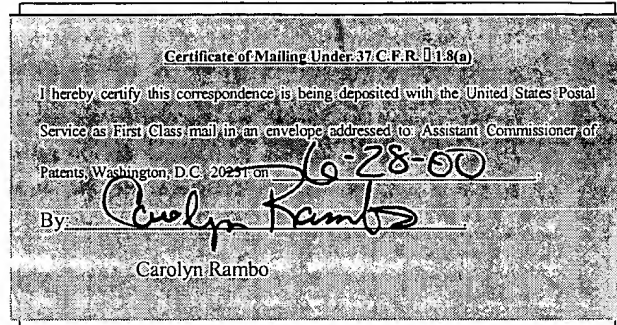 Certificate of Mailing Under 37 C.F.R. § 1.8(a)
I hereby certify this correspondence is being deposited with the United States Postal
Service as First Class mail in an envelope addressed to: Assistant Commissioner of
Patents, Washington, D.C. 20231 on 6-28-00.
By: Carolyn Rambo
Carolyn Rambo